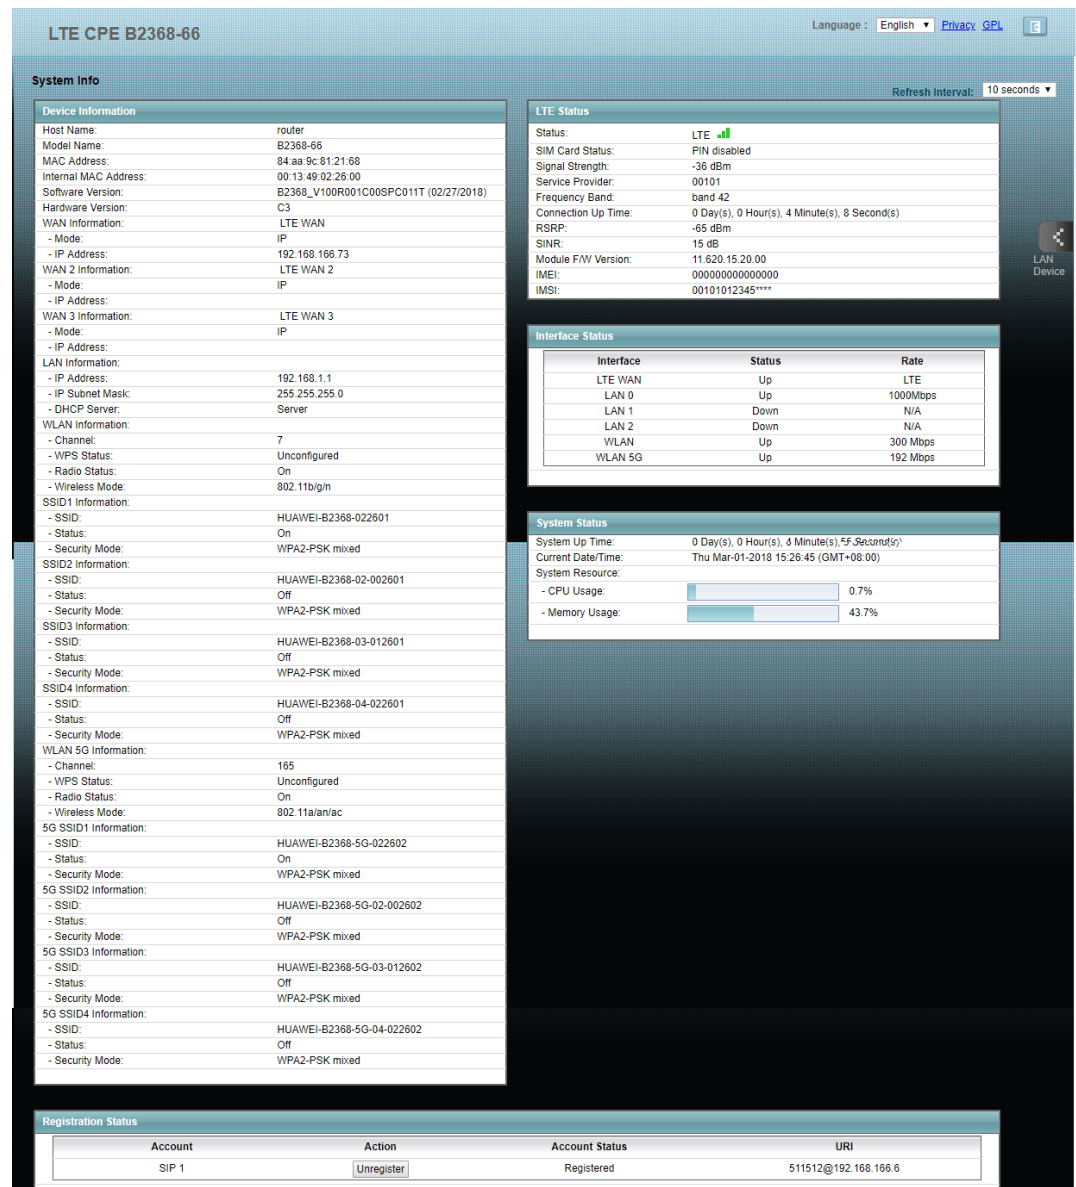 LTE CPE B2368-66
Language : English Privacy GPL
System Info
Refresh Interval: 10 seconds
Device Information
Host Name: router
Model Name: B2368-66
MAC Address: 84:aa:9c:81:21:68
Internal MAC Address: 00:13:49:02:26:00
Software Version: B2368_V100R001C00SPC011T (02/27/2018)
Hardware Version: C3
WAN Information: LTE WAN
- Mode: IP
- IP Address: 192.168.166.73
WAN 2 Information: LTE WAN 2
- Mode: IP
- IP Address:
WAN 3 Information: LTE WAN 3
- Mode: IP
- IP Address:
LAN Information:
- IP Address: 192.168.1.1
- IP Subnet Mask: 255.255.255.0
- DHCP Server: Server
WLAN Information:
- Channel: 7
- WPS Status: Unconfigured
- Radio Status: On
- Wireless Mode: 802.11b/g/n
SSID1 Information:
- SSID: HUAWEI-B2368-022601
- Status: On
- Security Mode: WPA2-PSK mixed
SSID2 Information:
- SSID: HUAWEI-B2368-02-002601
- Status: Off
- Security Mode: WPA2-PSK mixed
SSID3 Information:
- SSID: HUAWEI-B2368-03-012601
- Status: Off
- Security Mode: WPA2-PSK mixed
SSID4 Information:
- SSID: HUAWEI-B2368-04-022601
- Status: Off
- Security Mode: WPA2-PSK mixed
WLAN 5G Information:
- Channel: 165
- WPS Status: Unconfigured
- Radio Status: On
- Wireless Mode: 802.11a/an/ac
5G SSID1 Information:
- SSID: HUAWEI-B2368-5G-022602
- Status: On
- Security Mode: WPA2-PSK mixed
5G SSID2 Information:
- SSID: HUAWEI-B2368-5G-02-002602
- Status: Off
- Security Mode: WPA2-PSK mixed
5G SSID3 Information:
- SSID: HUAWEI-B2368-5G-03-012602
- Status: Off
- Security Mode: WPA2-PSK mixed
5G SSID4 Information:
- SSID: HUAWEI-B2368-5G-04-022602
- Status: Off
- Security Mode: WPA2-PSK mixed
LTE Status
Status: LTE
SIM Card Status: PIN disabled
Signal Strength: -36 dBm
Service Provider: 00101
Frequency Band: band 42
Connection Up Time: 0 Day(s), 0 Hour(s), 4 Minute(s), 8 Second(s)
RSRP: -65 dBm
SINR: 15 dB
Module F/W Version: 11.620.15.20.00
IMEI: 000000000000000
IMSI: 00101012345****
LAN
Device
Interface Status
Interface Status Rate
LTE WAN Up LTE
LAN 0 Up 1000Mbps
LAN 1 Down N/A
LAN 2 Down N/A
WLAN Up 300 Mbps
WLAN 5G Up 192 Mbps
System Status
System Up Time: 0 Day(s), 0 Hour(s), Minute(s), Second(s)
Current Date/Time: Thu Mar-01-2018 15:26:45 (GMT+08:00)
System Resource:
- CPU Usage: 0.7%
- Memory Usage: 43.7%
Registration Status
Account Action Account Status URI
SIP 1 Unregister Registered 511512@192.168.166.6